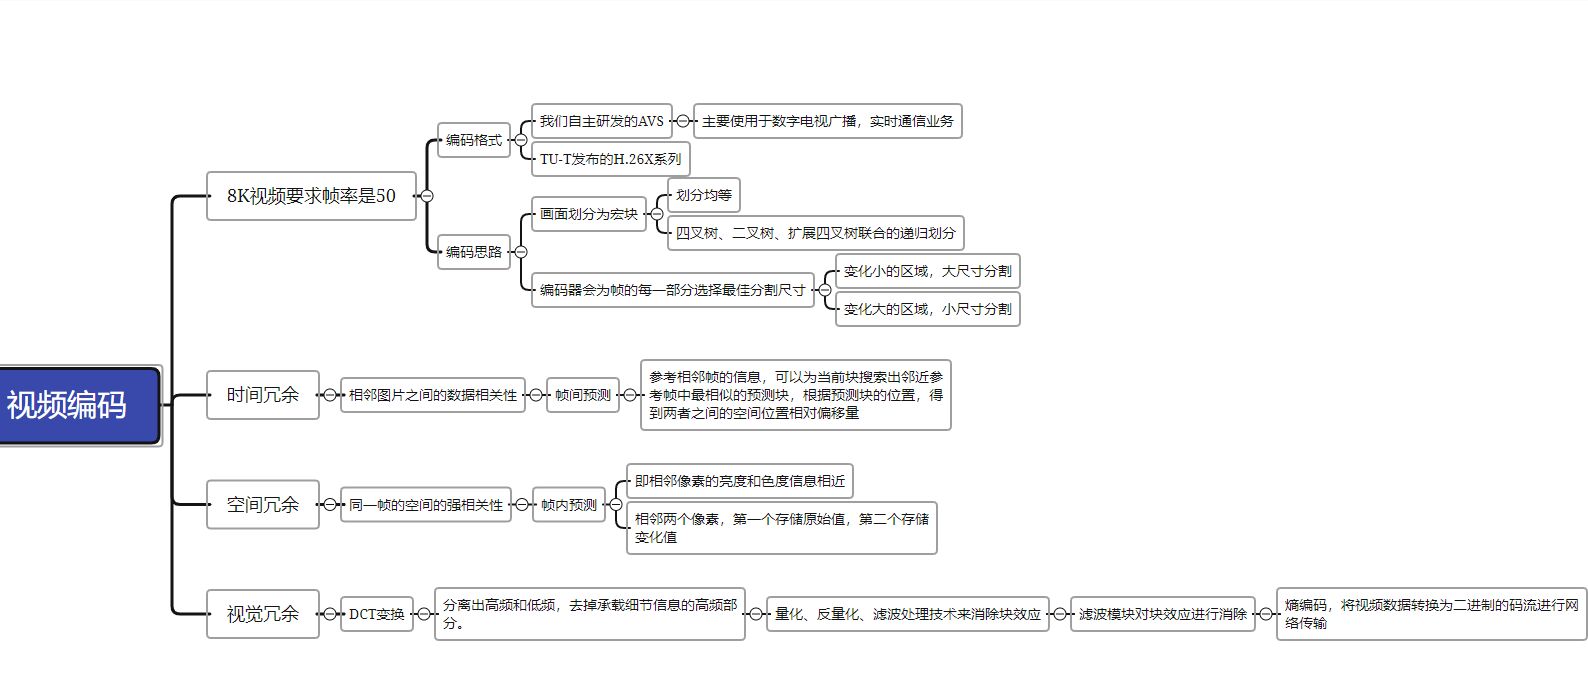 视频编码
8K视频要求帧率是50
编码格式
我们自主研发的AVS
主要使用于数字电视广播，实时通信业务
TU-T发布的H.26X系列
编码思路
画面划分为宏块
划分均等
四叉树、二叉树、扩展四叉树联合的递归划分
编码器会为帧的每一部分选择最佳分割尺寸
变化小的区域，大尺寸分割
变化大的区域，小尺寸分割
时间冗余
相邻图片之间的数据相关性
帧间预测
参考相邻帧的信息，可以为当前块搜索出邻近参
考帧中最相似的预测块，根据预测块的位置，得
到两者之间的空间位置相对偏移量
空间冗余
同一帧的空间的强相关性
帧内预测
即相邻像素的亮度和色度信息相近
相邻两个像素，第一个存储原始值，第二个存储
变化值
视觉冗余
DCT变换
分离出高频和低频，去掉承载细节信息的高频部
分。
量化、反量化、滤波处理技术来消除块效应
滤波模块对块效应进行消除
熵编码，将视频数据转换为二进制的码流进行网
络传输